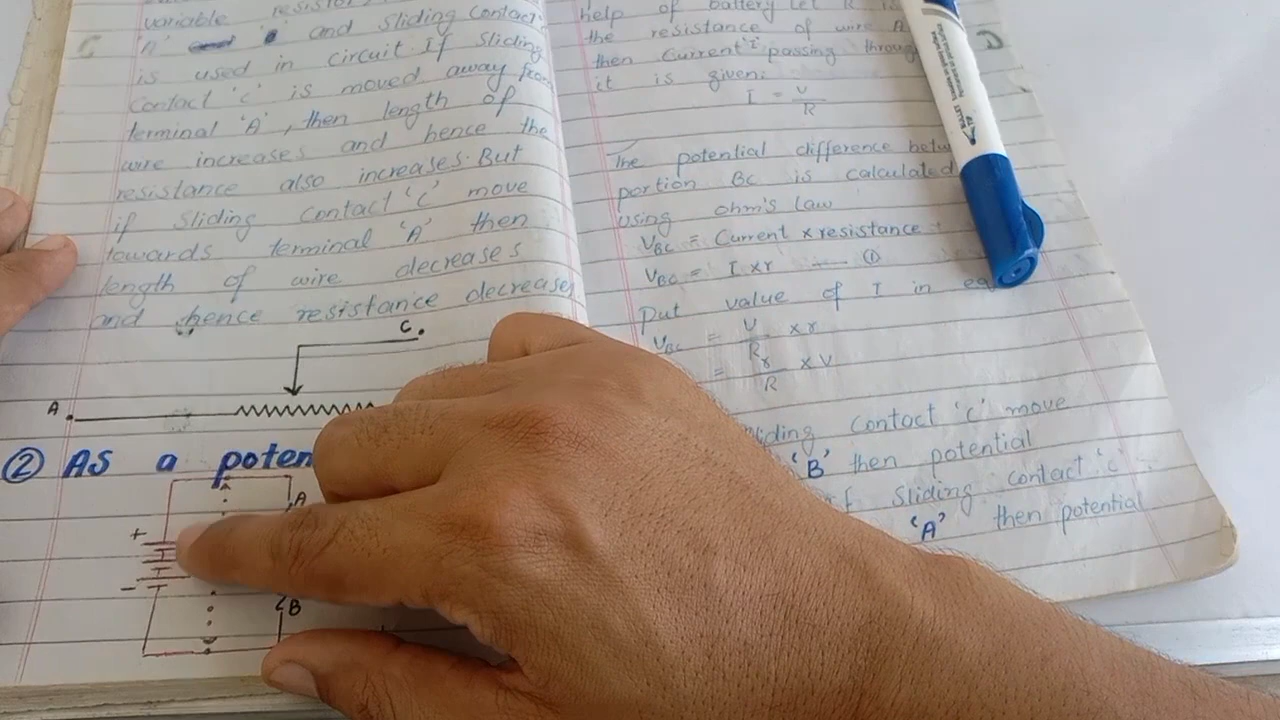 variable resistor,
'A' and Sliding Contact
is used in circuit. If Sliding
Contact 'c' is moved away from
terminal 'A', then length of
wire increases and hence the
resistance also increases. But
if Sliding Contact 'c' move
towards terminal 'A' then
length of wire decreases
and hence resistance decreases
C.
A
② AS a poten
A
+
-
B
help of battery Let R is
the resistance of wire A
then Current 'I' passing through
it is given:
I = V/R
The potential difference betw
portion BC is calculated
using ohm's law
VBC = Current × resistance
VBC = I × r ①
Put value of I in eq
VBC = V/R × r
= r/R × V
liding Contact 'c' move
'B' then potential
If Sliding contact 'c'
'A' then potential